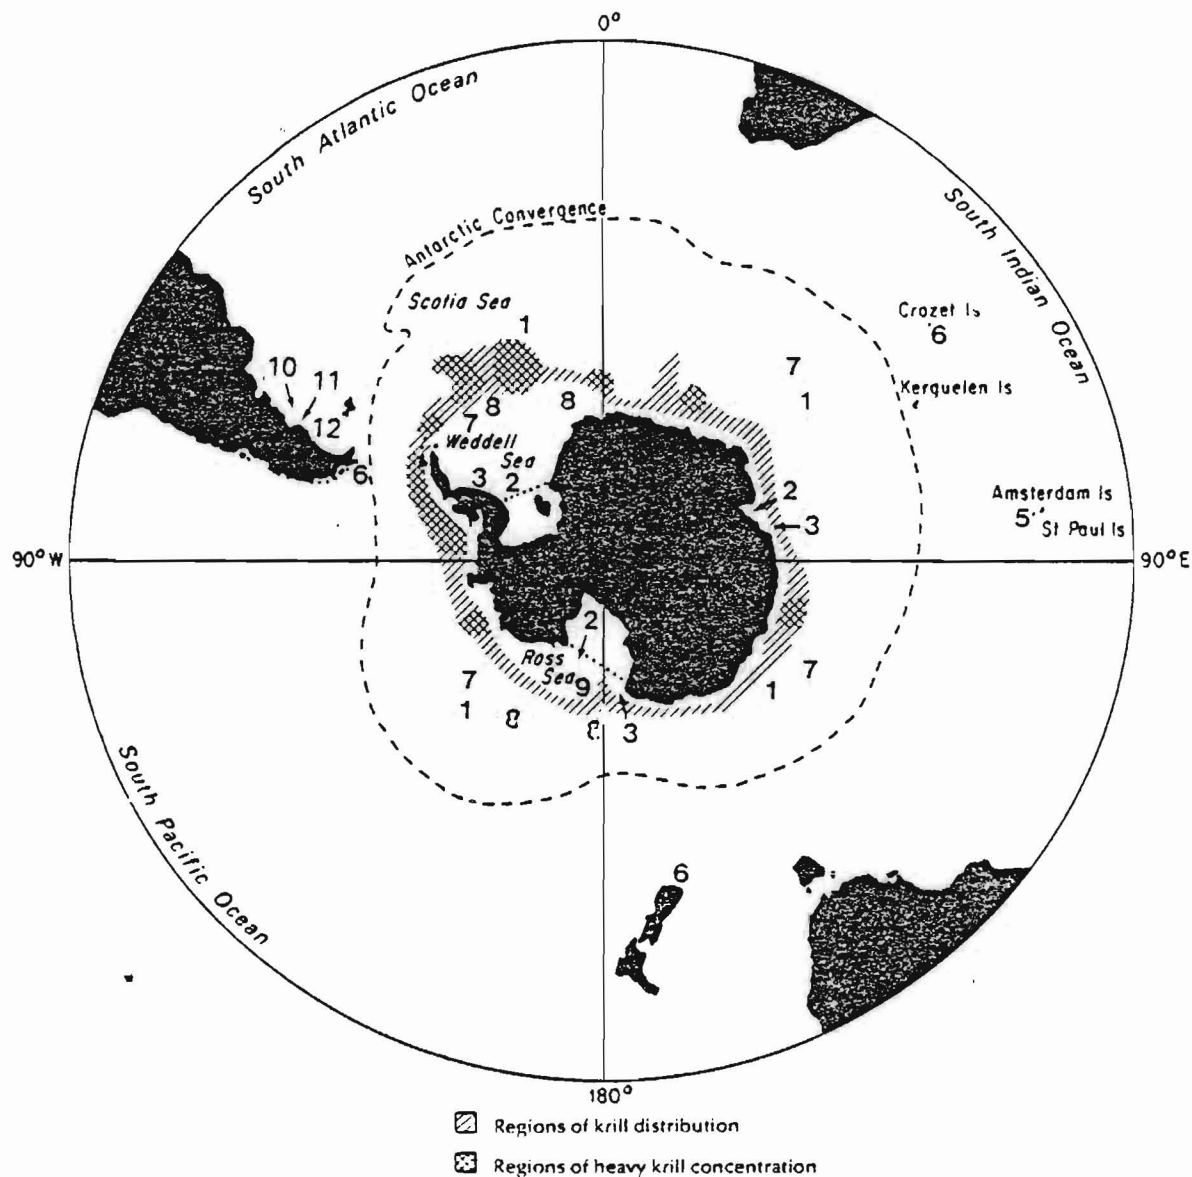 0°
South Atlantic Ocean
South Indian Ocean
Antarctic Convergence
Scotia Sea
1
Crozet Is
6
7
Kerguelen Is
1
10
11
12
8
8
7
Weddell
Sea
3
2
6
2
3
Amsterdam Is
5
St Paul Is
90°W
90°E
2
Ross
Sea
9
7
1
8
8
3
1
7
South Pacific Ocean
6
180°
Regions of krill distribution
Regions of heavy krill concentration